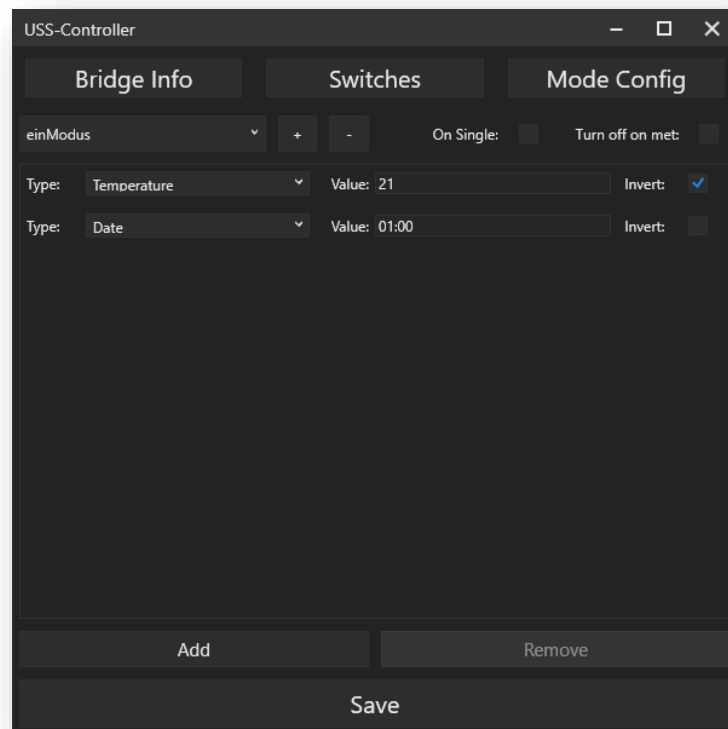 USS-Controller
Bridge Info Switches Mode Config
einModus + - On Single: Turn off on met:
Type: Temperature Value: 21 Invert:
Type: Date Value: 01:00 Invert:
Add Remove
Save